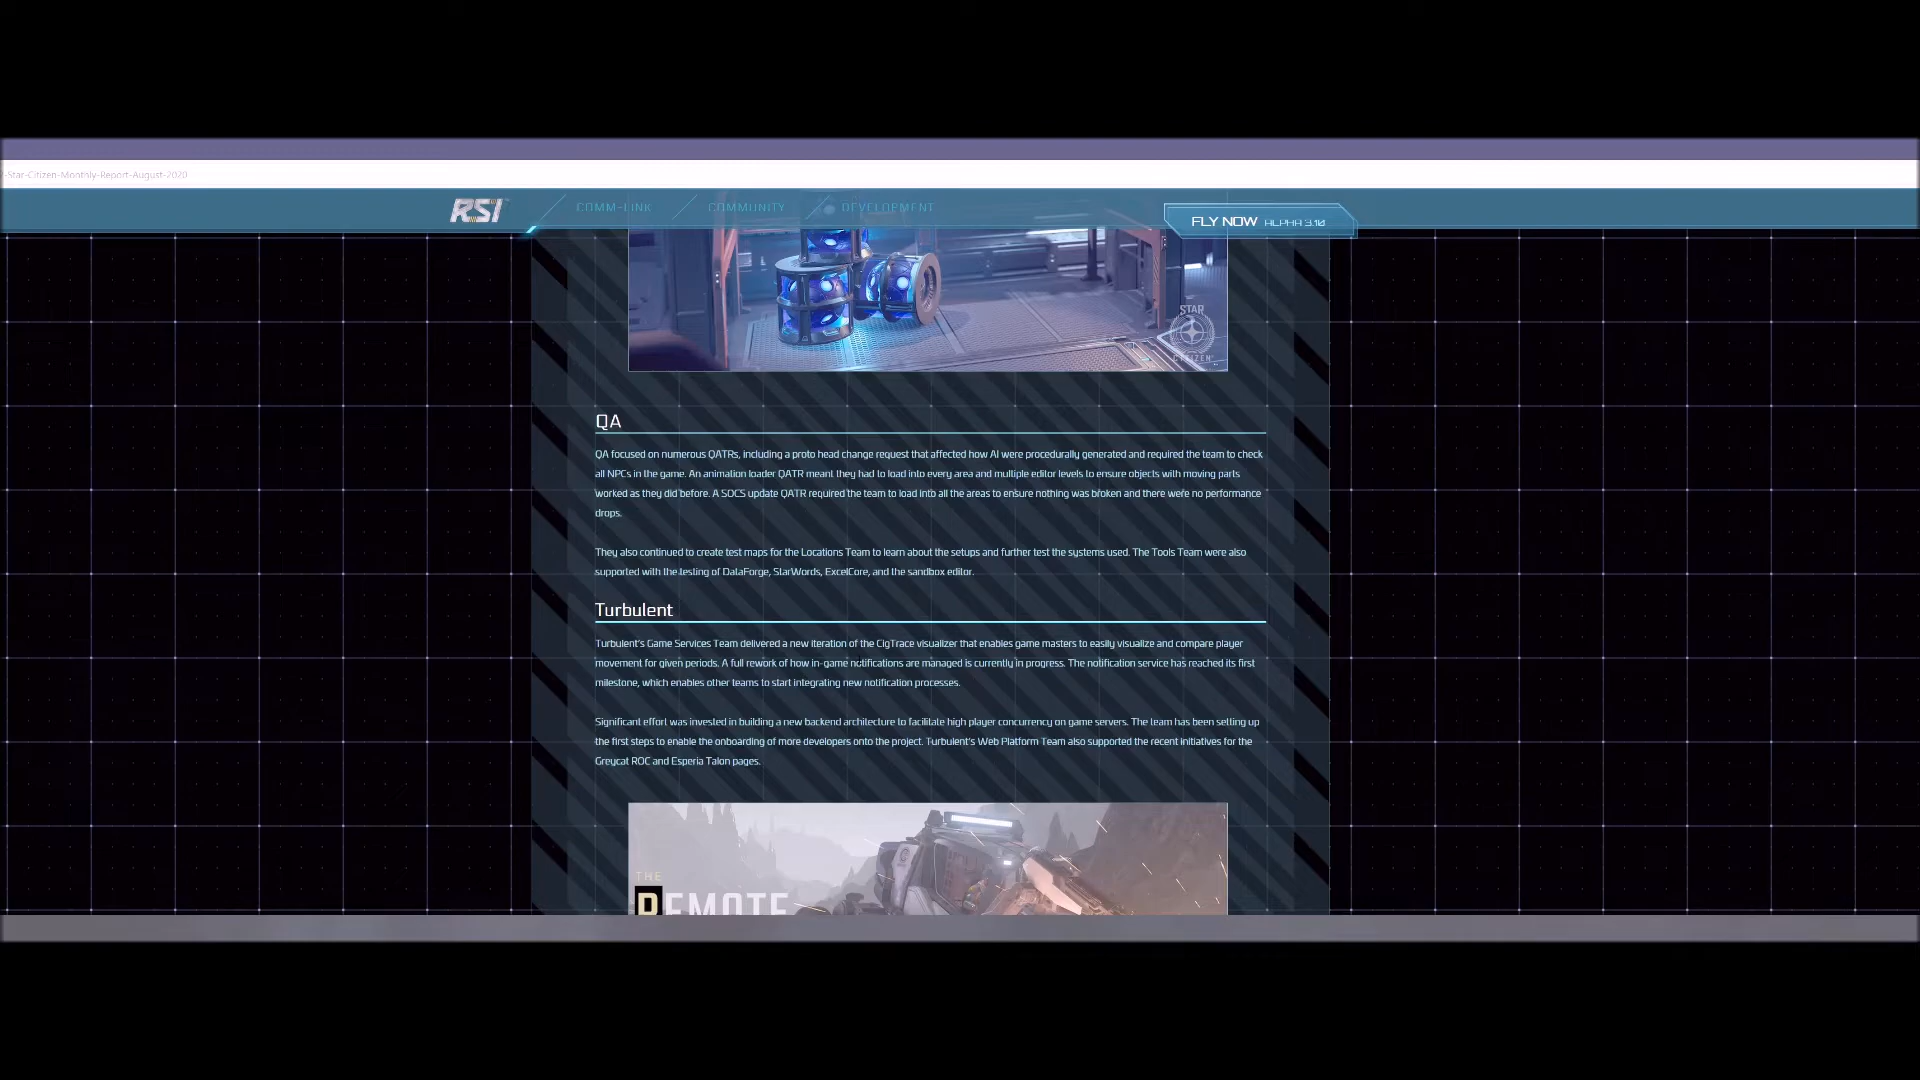 -Star-Citizen-Monthly-Report-August-2020
RSI
COMM-LINK
COMMUNITY
DEVELOPMENT
FLY NOW ALPHA 3.10
STAR
CITIZEN
QA
QA focused on numerous QATRs, including a proto head change request that affected how AI were procedurally generated and required the team to check
all NPCs in the game. An animation loader QATR meant they had to load into every area and multiple editor levels to ensure objects with moving parts
worked as they did before. A SOCS update QATR required the team to load into all the areas to ensure nothing was broken and there were no performance
drops.
They also continued to create test maps for the Locations Team to learn about the setups and further test the systems used. The Tools Team were also
supported with the testing of DataForge, StarWords, ExcelCore, and the sandbox editor.
Turbulent
Turbulent's Game Services Team delivered a new iteration of the CigTrace visualizer that enables game masters to easily visualize and compare player
movement for given periods. A full rework of how in-game notifications are managed is currently in progress. The notification service has reached its first
milestone, which enables other teams to start integrating new notification processes.
Significant effort was invested in building a new backend architecture to facilitate high player concurrency on game servers. The team has been setting up
the first steps to enable the onboarding of more developers onto the project. Turbulent's Web Platform Team also supported the recent initiatives for the
Greycat ROC and Esperia Talon pages.
THE
REMOTE